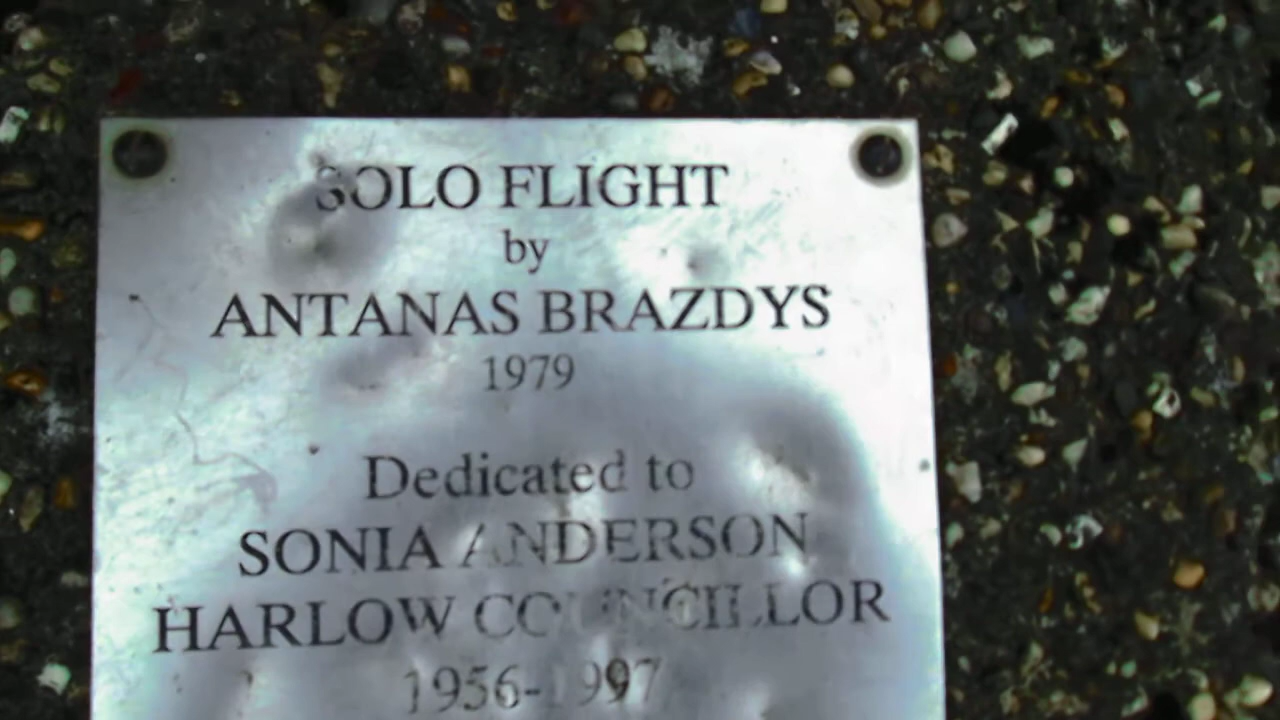 SOLO FLIGHT
by
ANTANAS BRAZDYS
1979
Dedicated to
SONIA ANDERSON
HARLOW COUNCILLOR
1956-1997